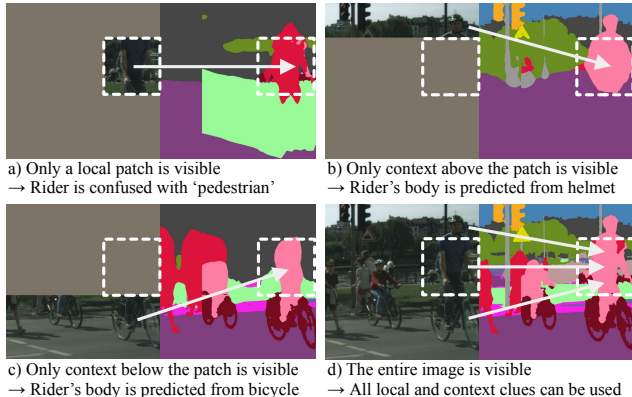 a) Only a local patch is visible
→ Rider is confused with ‘pedestrian’
b) Only context above the patch is visible
→ Rider’s body is predicted from helmet
c) Only context below the patch is visible
→ Rider’s body is predicted from bicycle
d) The entire image is visible
→ All local and context clues can be used